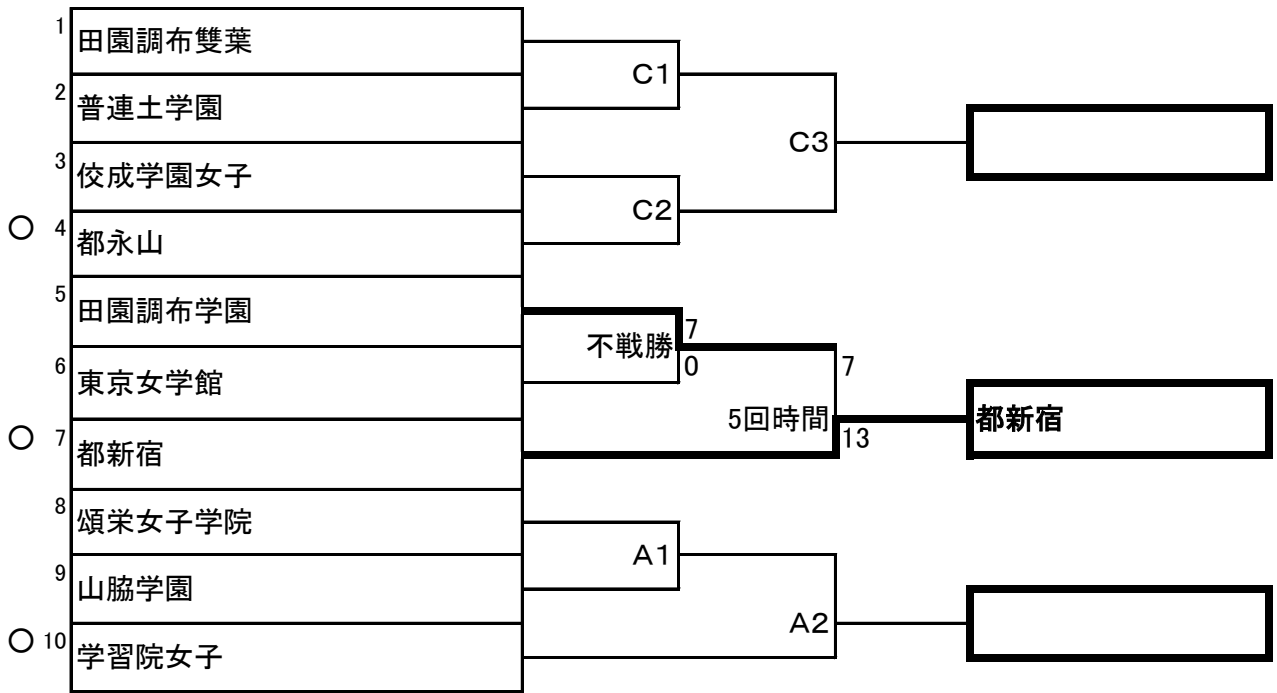 1 田園調布雙葉
2 普連土学園
3 佼成学園女子
○ 4 都永山
5 田園調布学園
6 東京女学館
○ 7 都新宿
8 頌栄女子学院
9 山脇学園
○ 10 学習院女子
C1
C2
C3
不戦勝
7
0
7
5回時間
13
都新宿
A1
A2